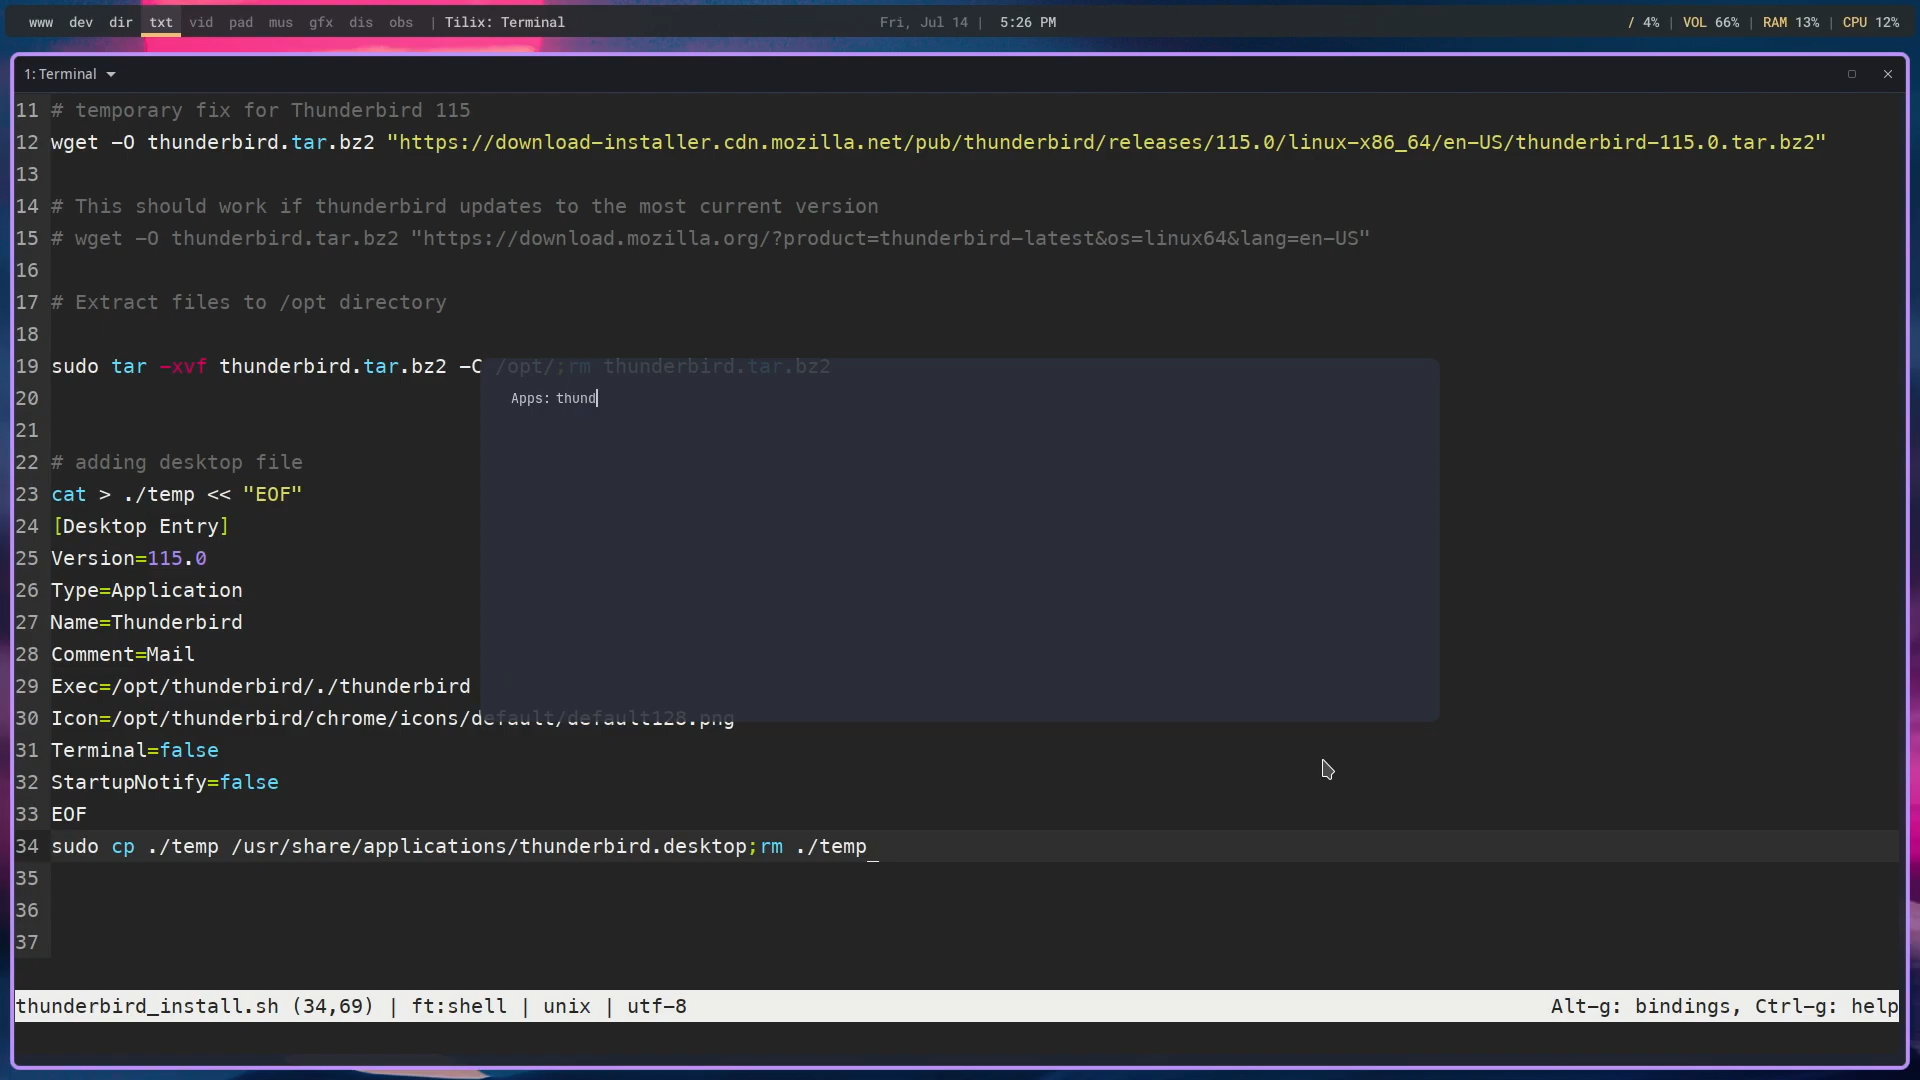 www dev dir txt vid pad mus gfx dis obs | Tilix: Terminal Fri, Jul 14 | 5:26 PM / 4% | VOL 66% | RAM 13% | CPU 12%
1: Terminal
11 # temporary fix for Thunderbird 115
12 wget -O thunderbird.tar.bz2 "https://download-installer.cdn.mozilla.net/pub/thunderbird/releases/115.0/linux-x86_64/en-US/thunderbird-115.0.tar.bz2"
13
14 # This should work if thunderbird updates to the most current version
15 # wget -O thunderbird.tar.bz2 "https://download.mozilla.org/?product=thunderbird-latest&os=linux64&lang=en-US"
16
17 # Extract files to /opt directory
18
19 sudo tar -xvf thunderbird.tar.bz2 -C /opt/;rm thunderbird.tar.bz2
20
Apps: thund
21
22 # adding desktop file
23 cat > ./temp << "EOF"
24 [Desktop Entry]
25 Version=115.0
26 Type=Application
27 Name=Thunderbird
28 Comment=Mail
29 Exec=/opt/thunderbird/./thunderbird
30 Icon=/opt/thunderbird/chrome/icons/default/default128.png
31 Terminal=false
32 StartupNotify=false
33 EOF
34 sudo cp ./temp /usr/share/applications/thunderbird.desktop;rm ./temp_
35
36
37
thunderbird_install.sh (34,69) | ft:shell | unix | utf-8 Alt-g: bindings, Ctrl-g: help